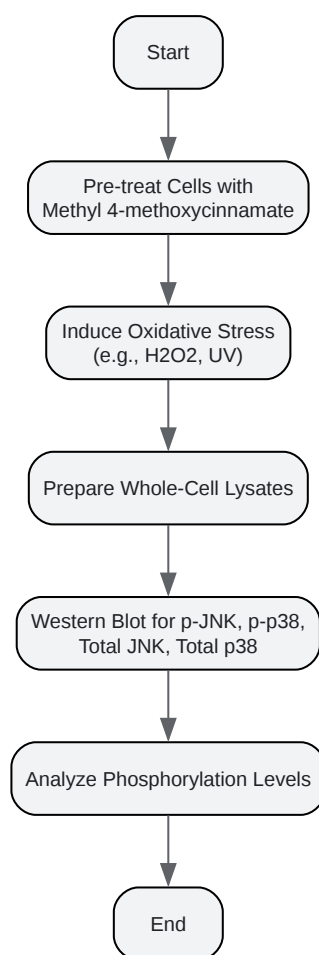 Start
Pre-treat Cells with
Methyl 4-methoxycinnamate
Induce Oxidative Stress
(e.g., H2O2, UV)
Prepare Whole-Cell Lysates
Western Blot for p-JNK, p-p38,
Total JNK, Total p38
Analyze Phosphorylation Levels
End